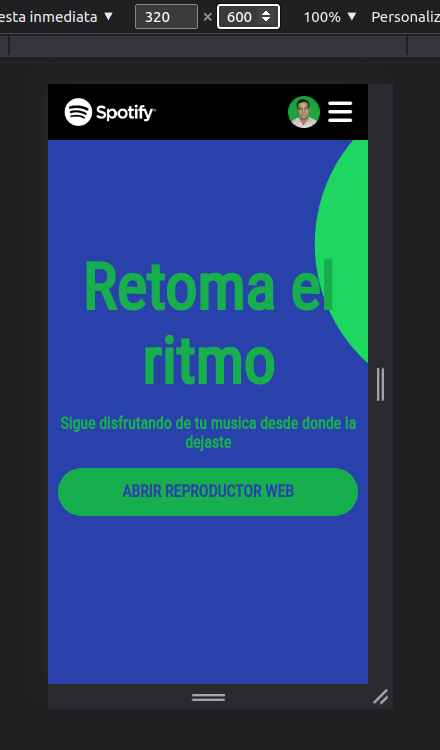 esta inmediata ▼ 320 × 600 100% ▼ Personaliz
Spotify
Retoma el
ritmo
Sigue disfrutando de tu musica desde donde la
dejaste
ABRIR REPRODUCTOR WEB